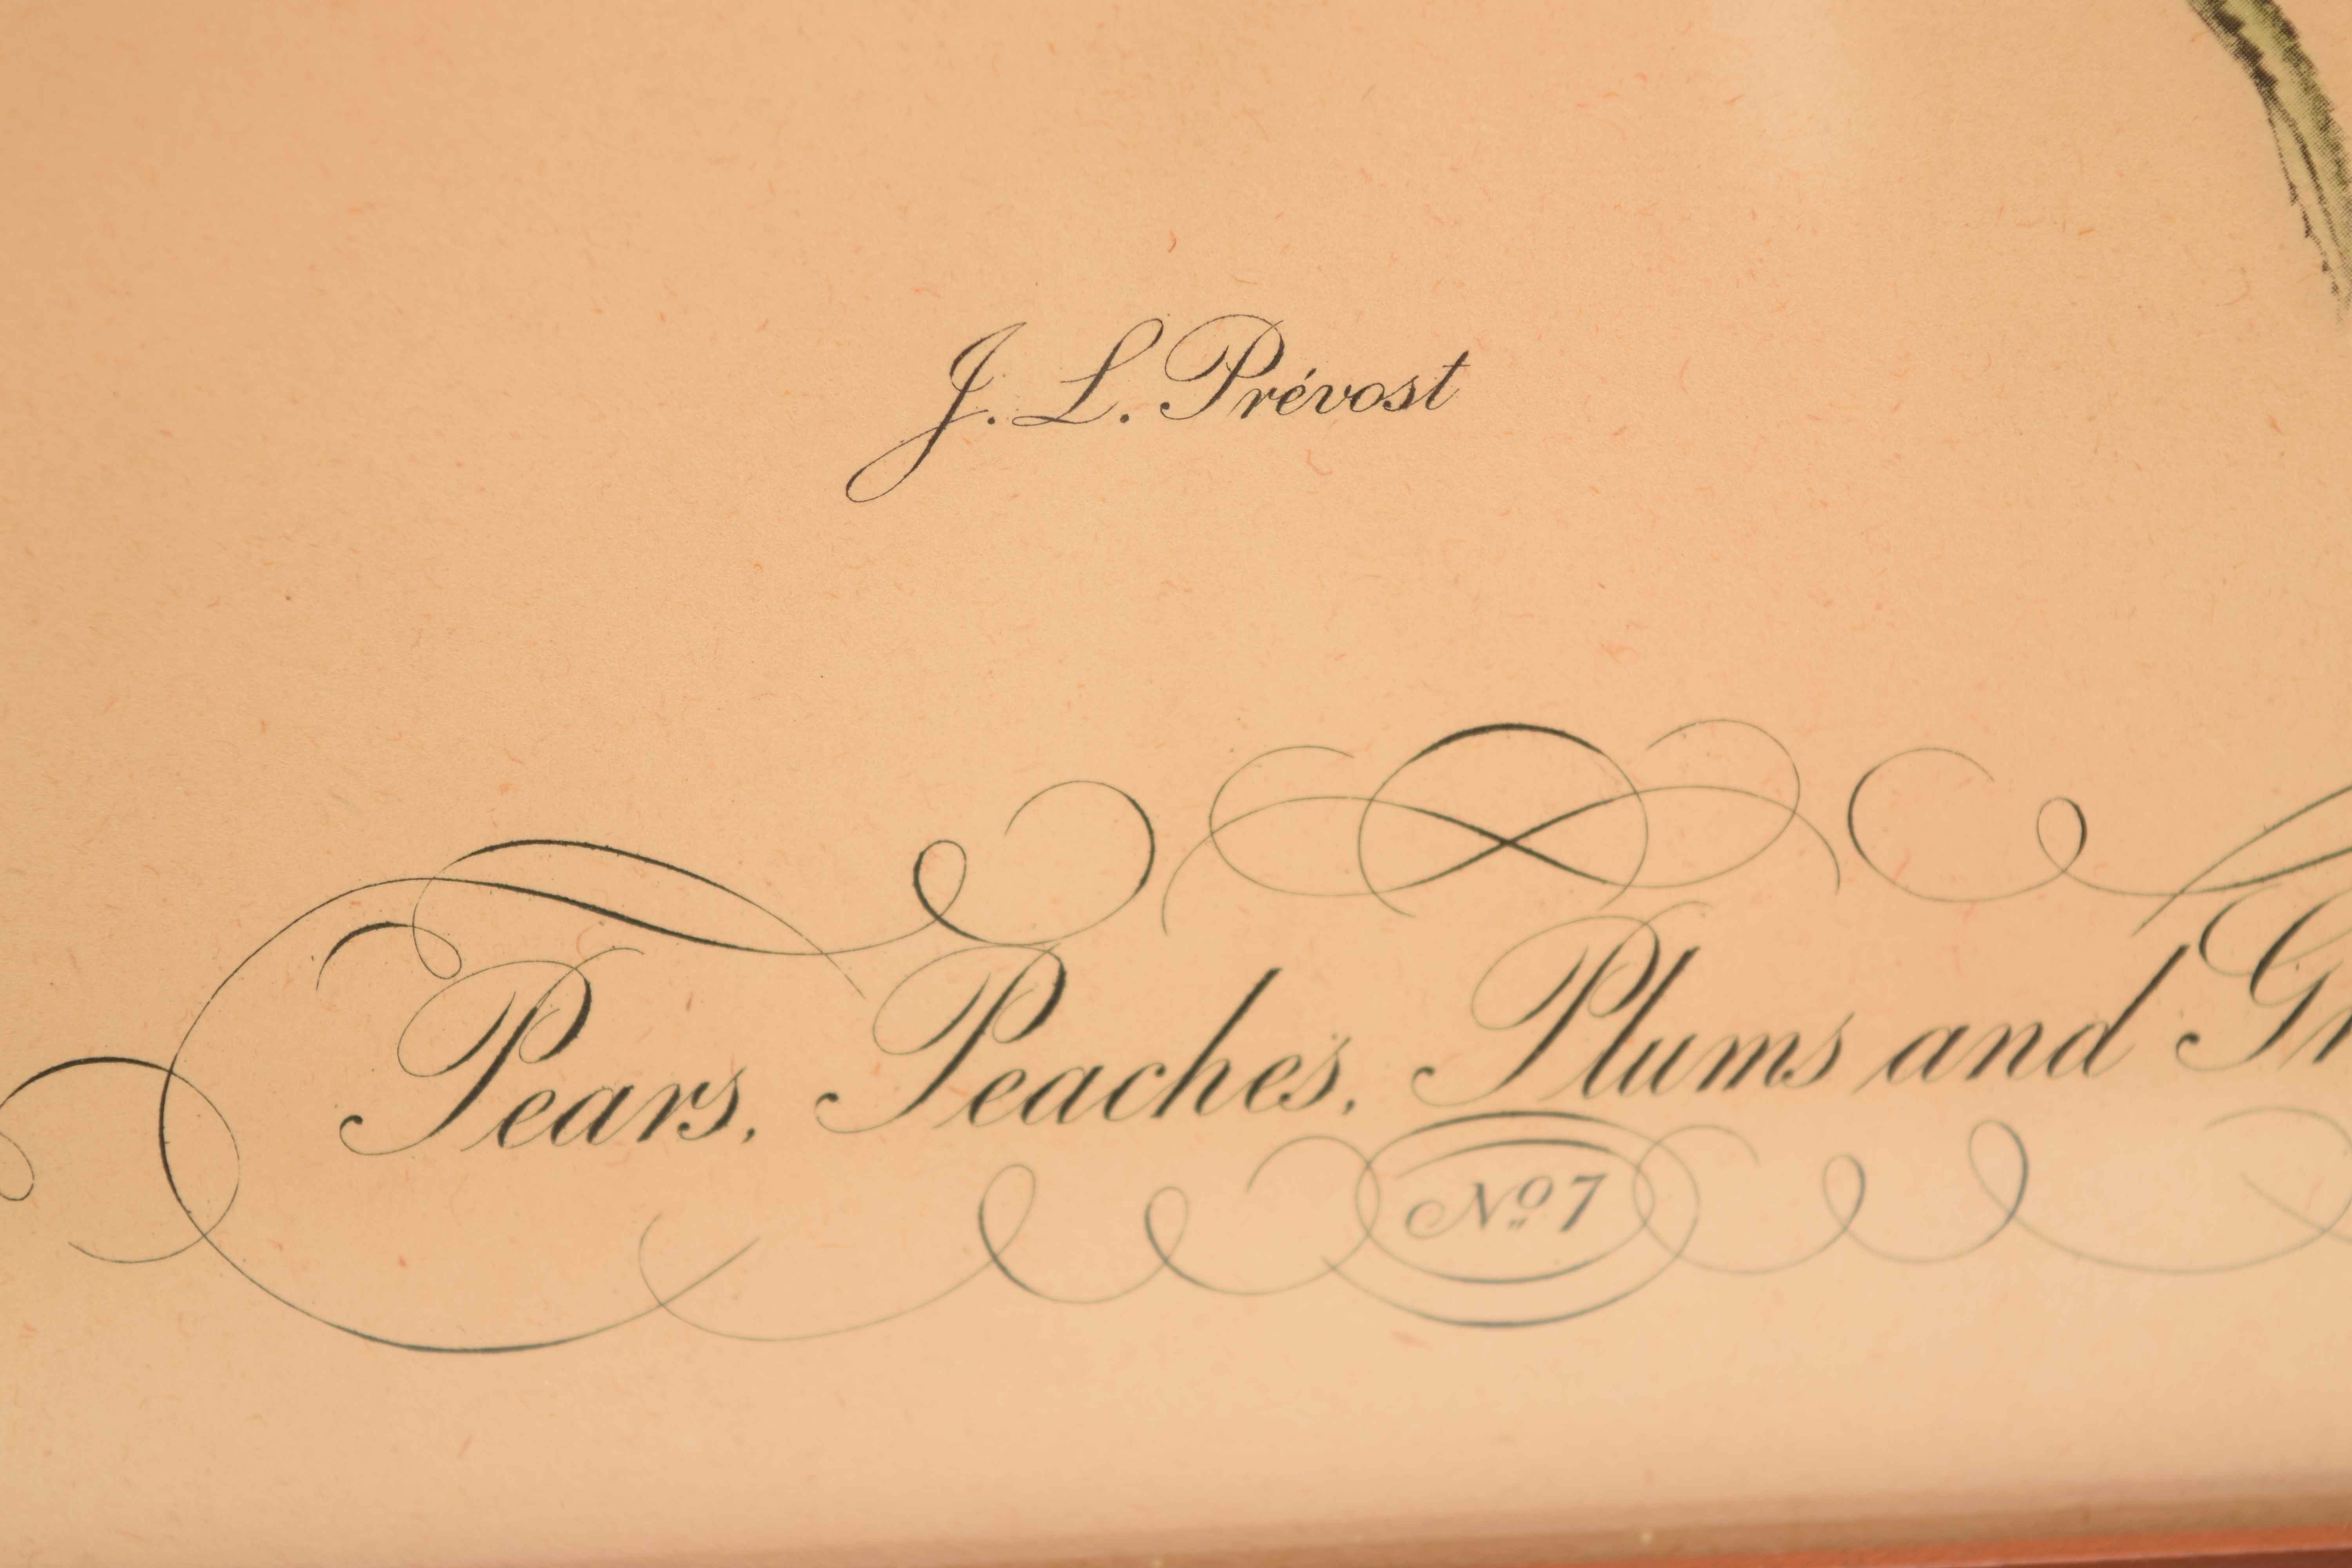 J. L. Prévost
Pears, Peaches, Plums and
No 7